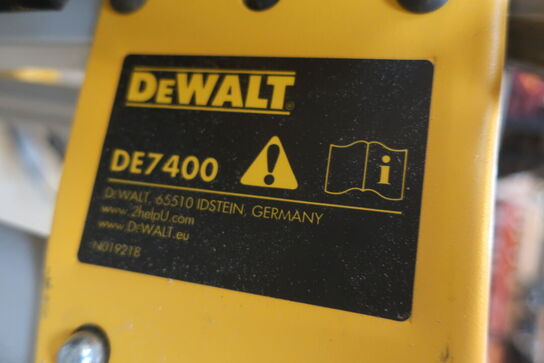 DEWALT®
DE7400
DEWALT, 65510 IDSTEIN, GERMANY
www.2helpU.com
www.DEWALT.eu
N019218